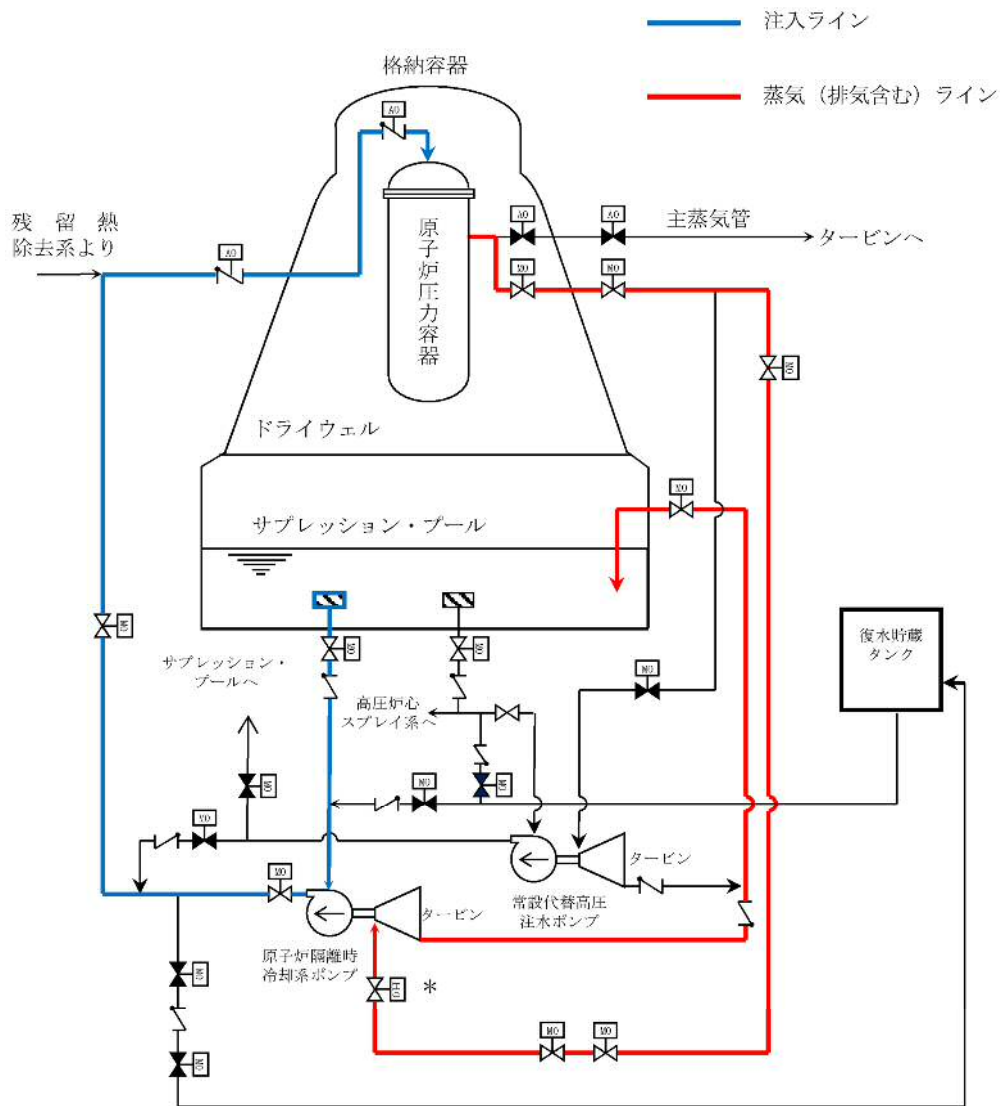 注入ライン
格納容器
蒸気（排気含む）ライン
AO
残留熱
除去系より
AO
原子炉圧力容器
AO
AO
主蒸気管
タービンへ
MO
MO
MO
ドライウェル
MO
サプレッション・プール
MO
サプレッション・
プールへ
MO
MO
復水貯蔵
タンク
高圧炉心
スプレイ系へ
MO
MO
MO
MO
MO
タービン
MO
タービン
常設代替高圧
注水ポンプ
原子炉隔離時
冷却系ポンプ
MO
HO
＊
MO
MO
MO